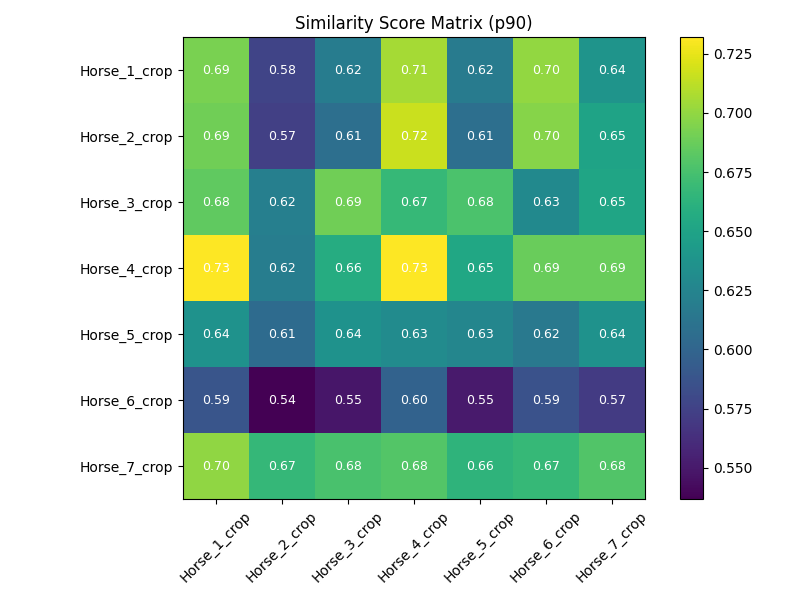 Similarity Score Matrix (p90)
Horse_1_crop 0.69 0.58 0.62 0.71 0.62 0.70 0.64
Horse_2_crop 0.69 0.57 0.61 0.72 0.61 0.70 0.65
Horse_3_crop 0.68 0.62 0.69 0.67 0.68 0.63 0.65
Horse_4_crop 0.73 0.62 0.66 0.73 0.65 0.69 0.69
Horse_5_crop 0.64 0.61 0.64 0.63 0.63 0.62 0.64
Horse_6_crop 0.59 0.54 0.55 0.60 0.55 0.59 0.57
Horse_7_crop 0.70 0.67 0.68 0.68 0.66 0.67 0.68
Horse_1_crop Horse_2_crop Horse_3_crop Horse_4_crop Horse_5_crop Horse_6_crop Horse_7_crop
0.725
0.700
0.675
0.650
0.625
0.600
0.575
0.550